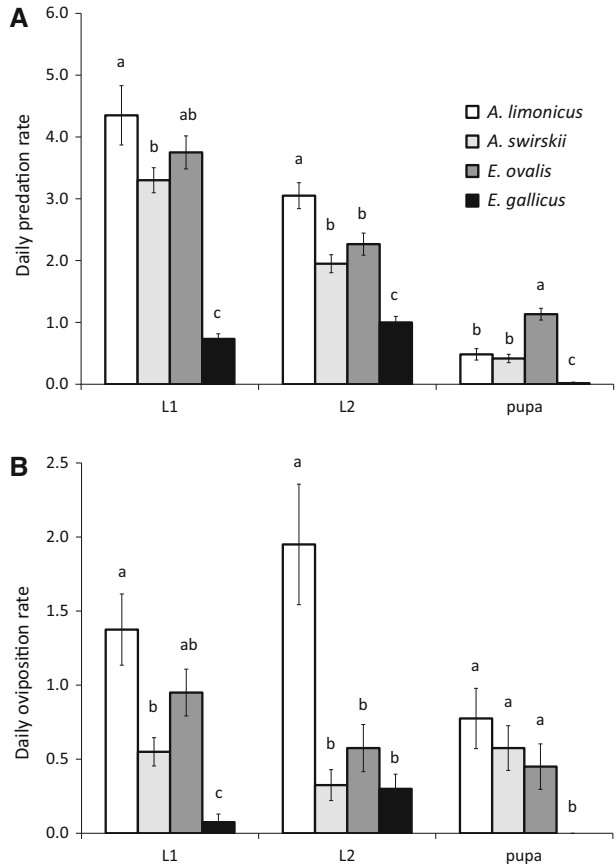 A
6.0
5.0
4.0
3.0
2.0
1.0
0.0
Daily predation rate
a
b
ab
c
a
b
b
c
b
b
a
c
A. limonicus
A. swirskii
E. ovalis
E. gallicus
L1
L2
pupa
B
2.5
2.0
1.5
1.0
0.5
0.0
Daily oviposition rate
a
b
ab
c
a
b
b
b
a
a
a
b
L1
L2
pupa